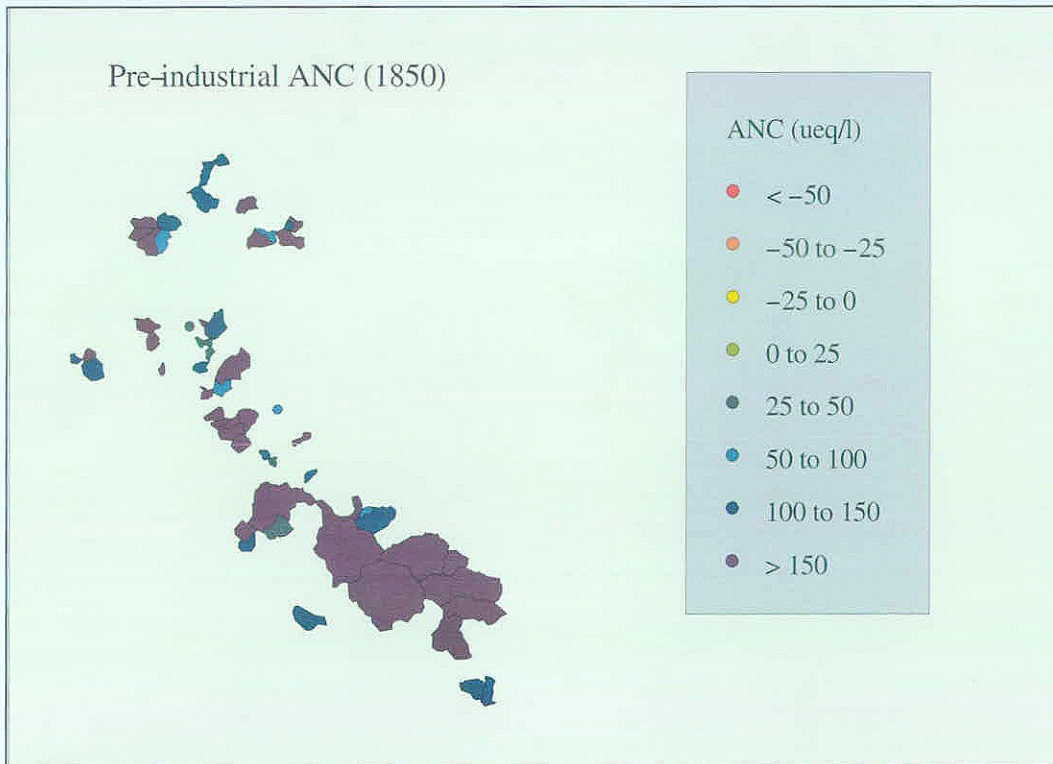 Pre-industrial ANC (1850)
ANC (ueq/l)
< −50
−50 to −25
−25 to 0
0 to 25
25 to 50
50 to 100
100 to 150
> 150